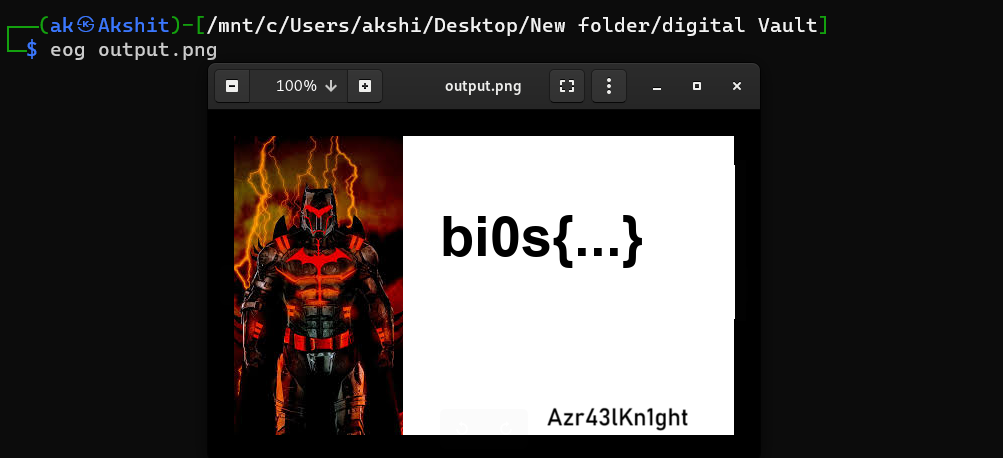 ┌──(ak㉿Akshit)-[/mnt/c/Users/akshi/Desktop/New folder/digital Vault]
└─$ eog output.png
100% output.png
bi0s{...}
Azr43lKn1ght